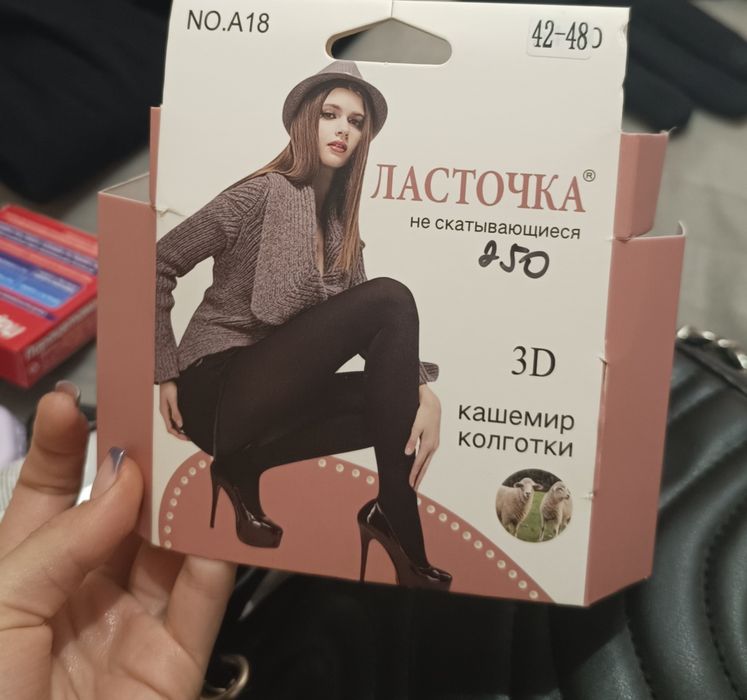 NO.A18
42-48
ЛАСТОЧКА®
не скатывающиеся
250
3D
кашемир
колготки